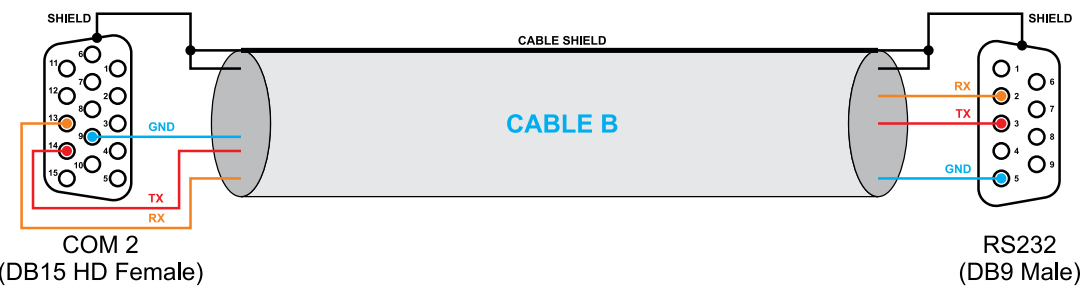 SHIELD
SHIELD
CABLE SHIELD
6
11
1
1
7
6
12
2
RX
2
8
7
13
3
TX
3
GND
9
CABLE B
8
14
4
4
10
9
15
5
GND
5
TX
RX
COM 2
(DB15 HD Female)
RS232
(DB9 Male)